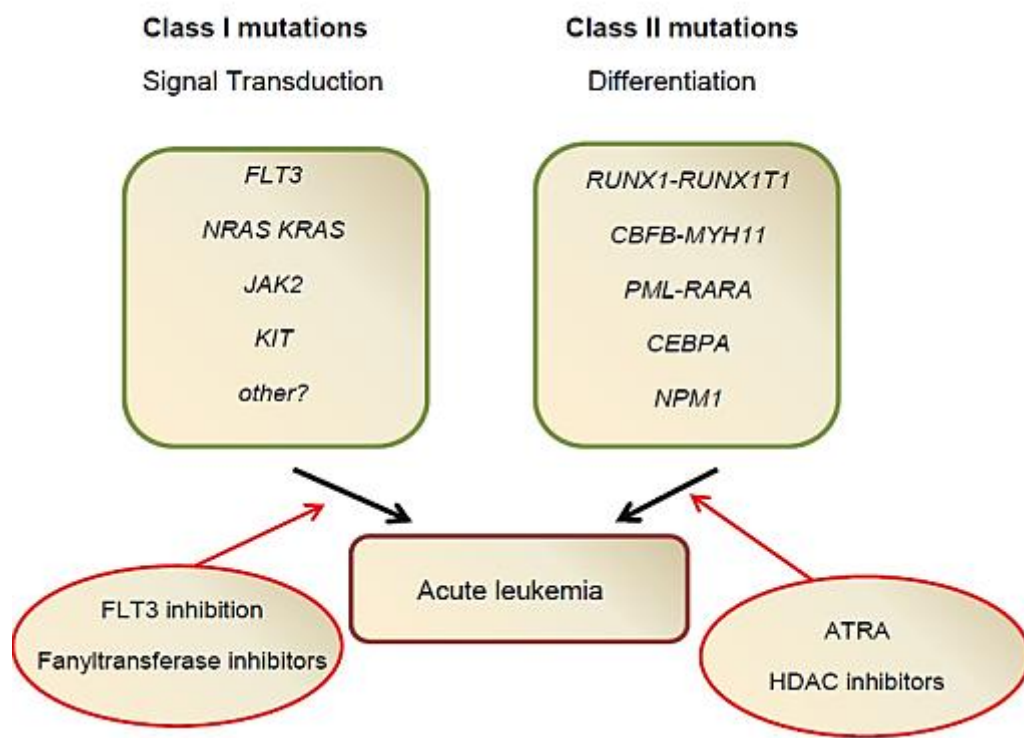 Class I mutations
Signal Transduction
FLT3
NRAS KRAS
JAK2
KIT
other?
Class II mutations
Differentiation
RUNX1-RUNX1T1
CBFB-MYH11
PML-RARA
CEBPA
NPM1
Acute leukemia
FLT3 inhibition
Fanyltransferase inhibitors
ATRA
HDAC inhibitors